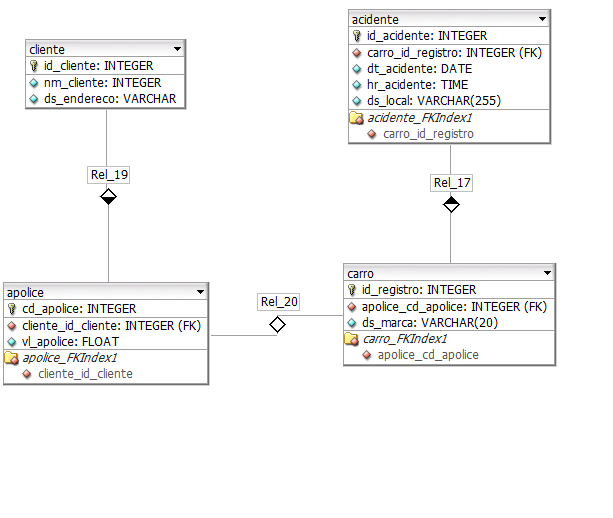 cliente
id_cliente: INTEGER
nm_cliente: INTEGER
ds_endereco: VARCHAR
acidente
id_acidente: INTEGER
carro_id_registro: INTEGER (FK)
dt_acidente: DATE
hr_acidente: TIME
ds_local: VARCHAR(255)
acidente_FKIndex1
carro_id_registro
Rel_19
Rel_17
apolice
cd_apolice: INTEGER
cliente_id_cliente: INTEGER (FK)
vl_apolice: FLOAT
apolice_FKIndex1
cliente_id_cliente
Rel_20
carro
id_registro: INTEGER
apolice_cd_apolice: INTEGER (FK)
ds_marca: VARCHAR(20)
carro_FKIndex1
apolice_cd_apolice